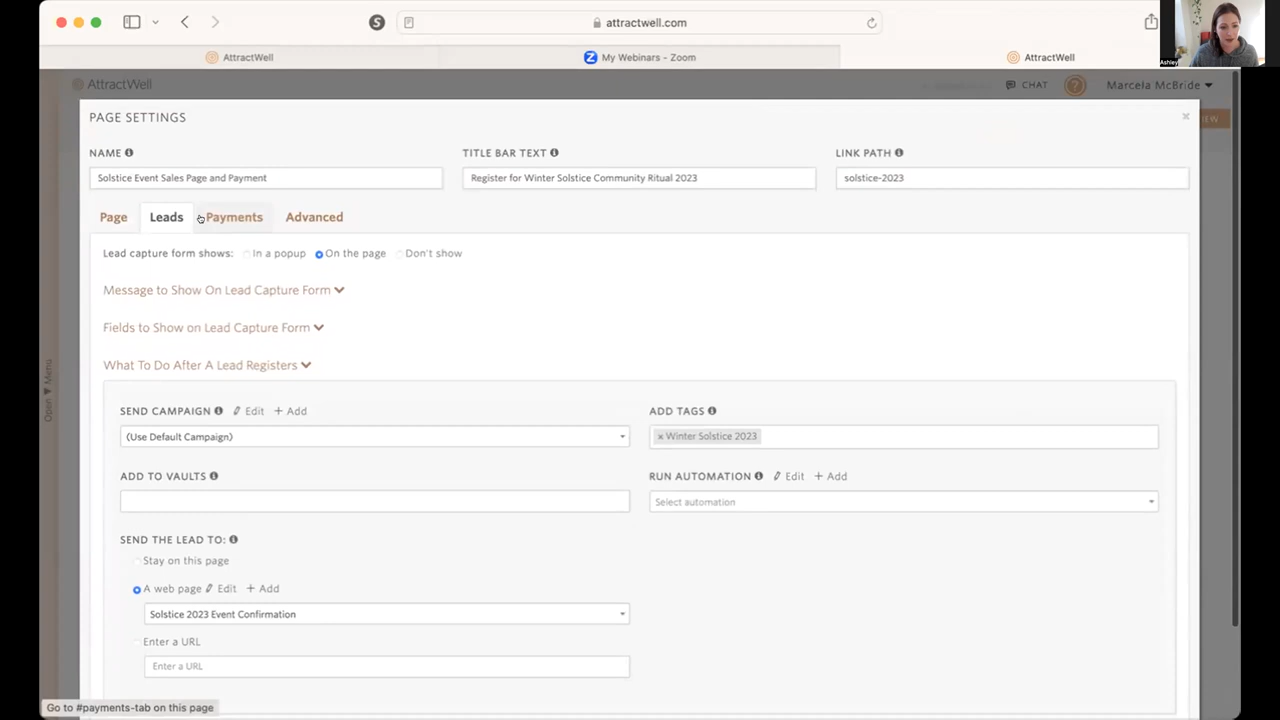 attractwell.com
AttractWell
My Webinars - Zoom
AttractWell
Ashley
AttractWell
CHAT
Marcela McBride
PAGE SETTINGS
×
NAME
TITLE BAR TEXT
LINK PATH
Solstice Event Sales Page and Payment
Register for Winter Solstice Community Ritual 2023
solstice-2023
Page
Leads
Payments
Advanced
Lead capture form shows:
In a popup
On the page
Don't show
Message to Show On Lead Capture Form
Fields to Show on Lead Capture Form
What To Do After A Lead Registers
Open ▼ Menu
SEND CAMPAIGN Edit + Add
ADD TAGS
(Use Default Campaign)
× Winter Solstice 2023
ADD TO VAULTS
RUN AUTOMATION Edit + Add
Select automation
SEND THE LEAD TO:
Stay on this page
A web page Edit + Add
Solstice 2023 Event Confirmation
Enter a URL
Enter a URL
Go to #payments-tab on this page